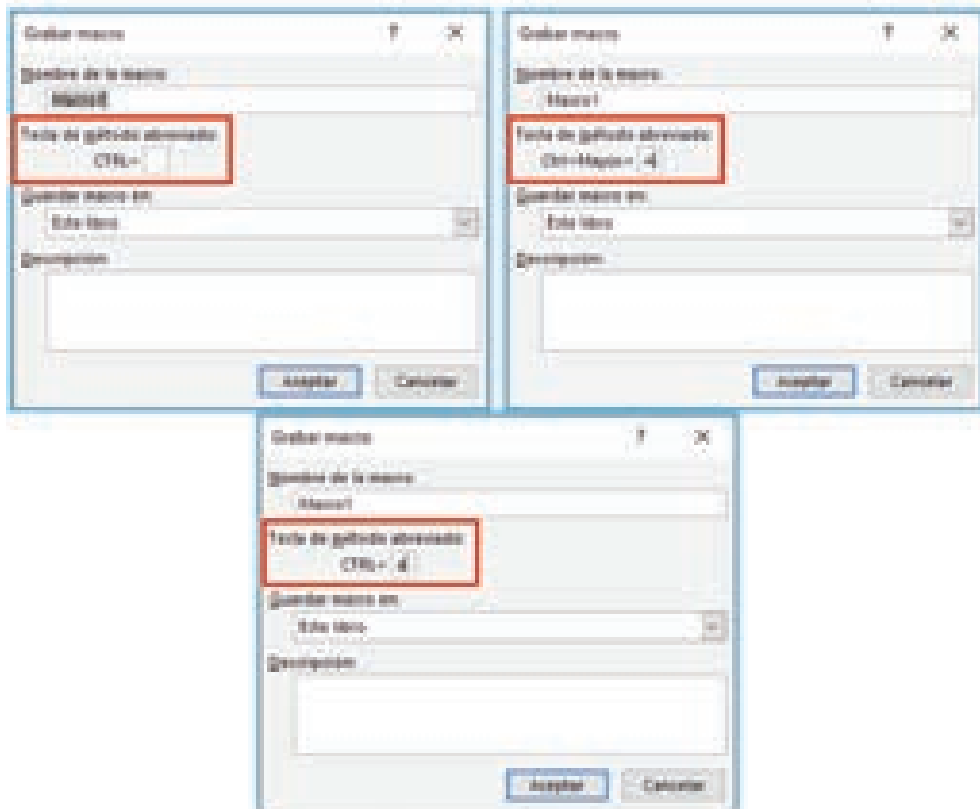 Grabar macro ? ✕
Nombre de la macro:
Macro1
Tecla de método abreviado:
CTRL+
Guardar macro en:
Este libro
Descripción:
Aceptar Cancelar
Grabar macro ? ✕
Nombre de la macro:
Macro1
Tecla de método abreviado:
Ctrl+Mayús+
Guardar macro en:
Este libro
Descripción:
Aceptar Cancelar
Grabar macro ? ✕
Nombre de la macro:
Macro1
Tecla de método abreviado:
CTRL+
Guardar macro en:
Este libro
Descripción:
Aceptar Cancelar